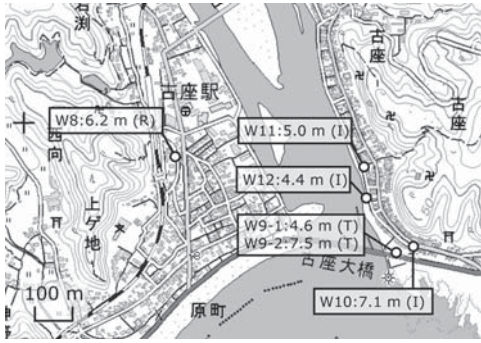 岩渕
古座
古座駅
W8:6.2 m (R)
W11:5.0 m (I)
古座
西向
W12:4.4 m (I)
上ゲ地
W9-1:4.6 m (T)
W9-2:7.5 m (T)
古座大橋
100 m
原町
W10:7.1 m (I)